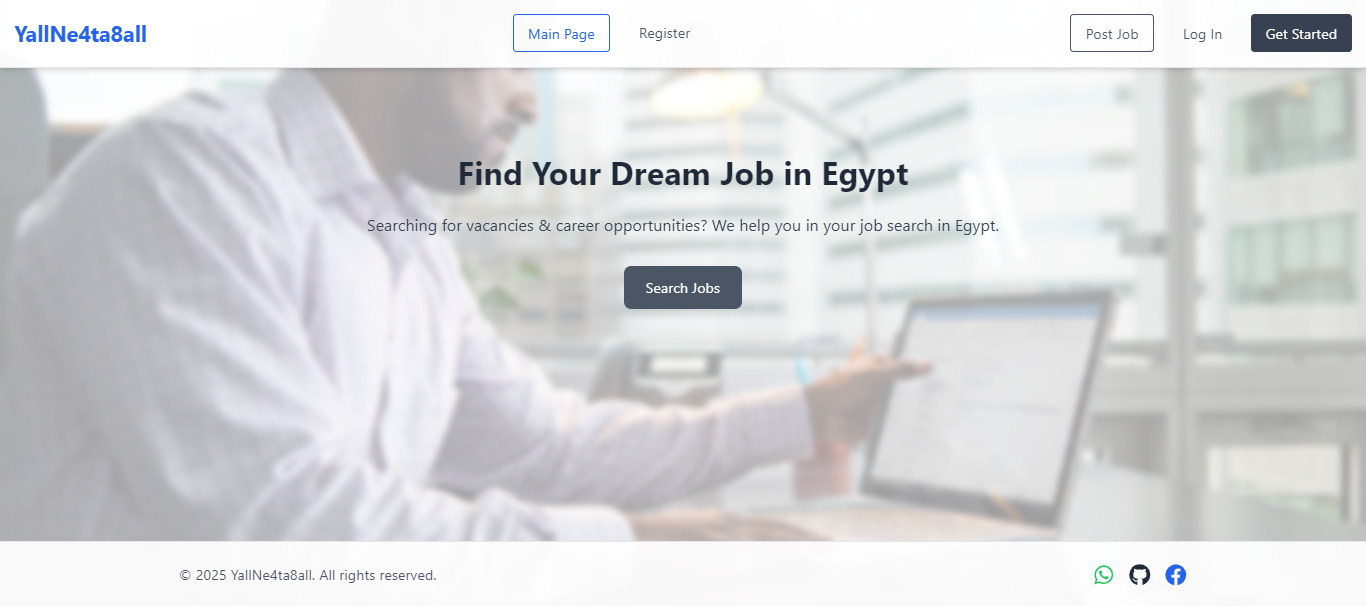 YallNe4ta8all
Main Page
Register
Post Job
Log In
Get Started
Find Your Dream Job in Egypt
Searching for vacancies & career opportunities? We help you in your job search in Egypt.
Search Jobs
© 2025 YallNe4ta8all. All rights reserved.